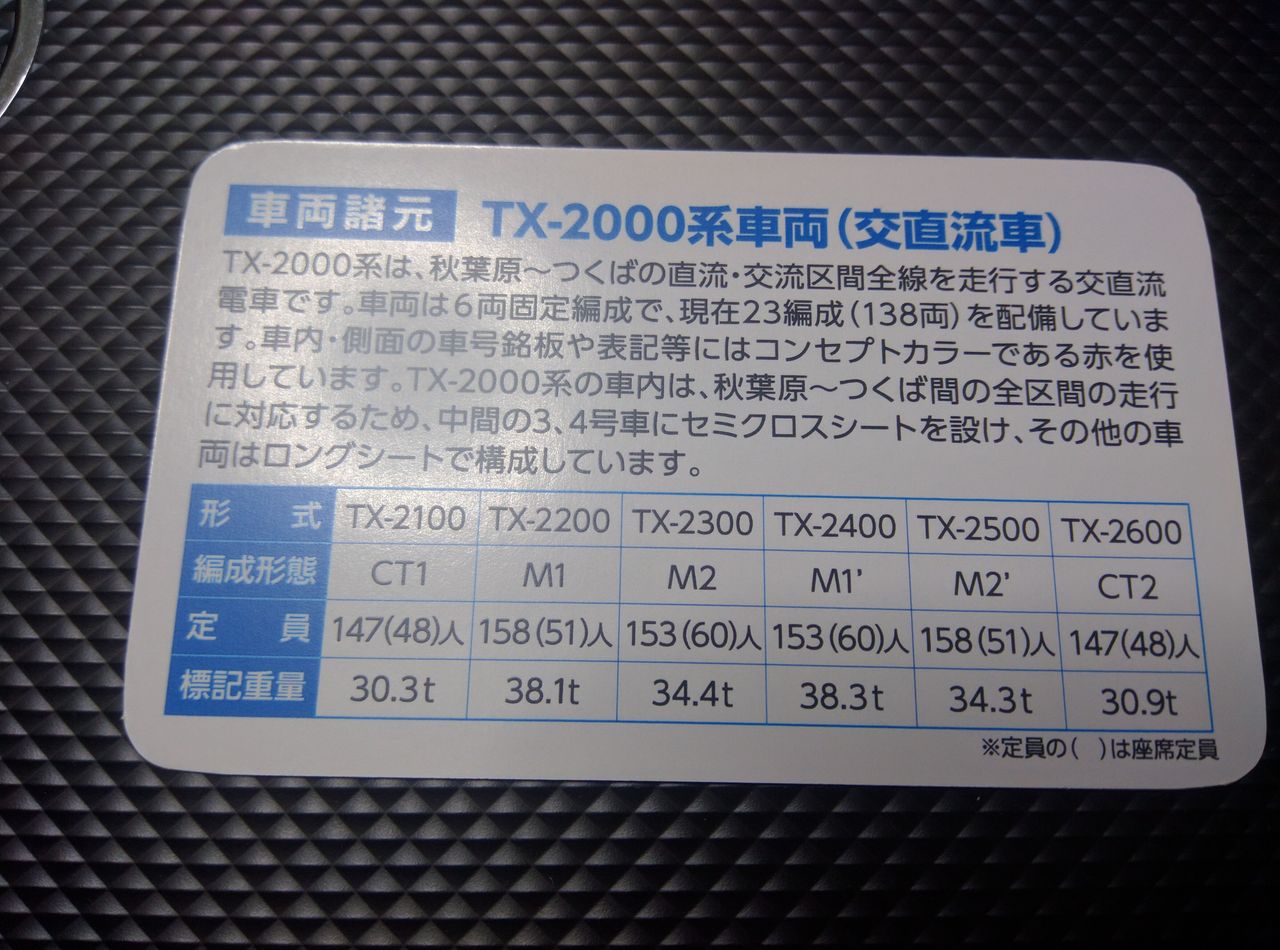 車両諸元 TX-2000系車両(交直流車)
TX-2000系は、秋葉原～つくばの直流・交流区間全線を走行する交直流
電車です。車両は6両固定編成で、現在23編成(138両)を配備していま
す。車内・側面の車号銘板や表記等にはコンセプトカラーである赤を使
用しています。TX-2000系の車内は、秋葉原～つくば間の全区間の走行
に対応するため、中間の3、4号車にセミクロスシートを設け、その他の車
両はロングシートで構成しています。
形式 TX-2100 TX-2200 TX-2300 TX-2400 TX-2500 TX-2600
編成形態 CT1 M1 M2 M1' M2' CT2
定員 147(48)人 158(51)人 153(60)人 153(60)人 158(51)人 147(48)人
標記重量 30.3t 38.1t 34.4t 38.3t 34.3t 30.9t
※定員の( )は座席定員